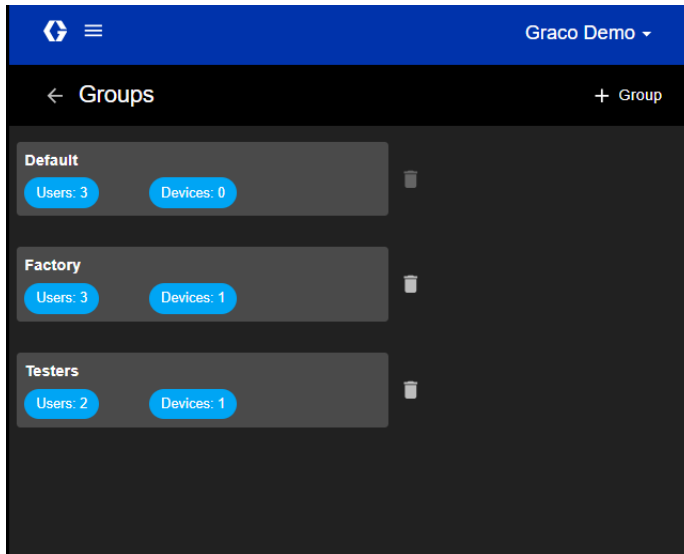 Graco Demo
Groups
+ Group
Default
Users: 3 Devices: 0
Factory
Users: 3 Devices: 1
Testers
Users: 2 Devices: 1